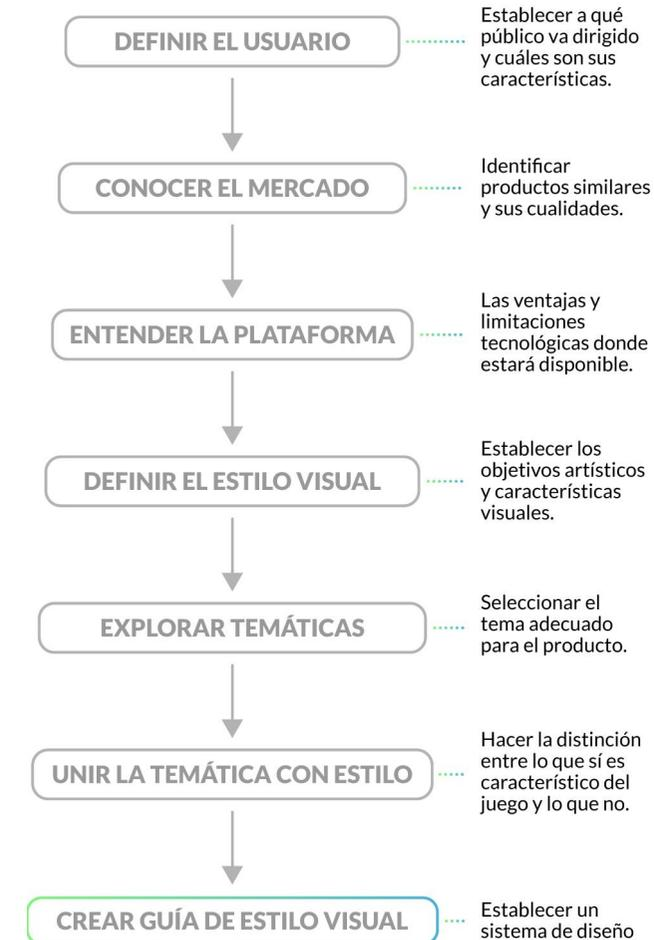 DEFINIR EL USUARIO
Establecer a qué
público va dirigido
y cuáles son sus
características.
CONOCER EL MERCADO
Identificar
productos similares
y sus cualidades.
ENTENDER LA PLATAFORMA
Las ventajas y
limitaciones
tecnológicas donde
estará disponible.
DEFINIR EL ESTILO VISUAL
Establecer los
objetivos artísticos
y características
visuales.
EXPLORAR TEMÁTICAS
Seleccionar el
tema adecuado
para el producto.
UNIR LA TEMÁTICA CON ESTILO
Hacer la distinción
entre lo que sí es
característico del
juego y lo que no.
CREAR GUÍA DE ESTILO VISUAL
Establecer un
sistema de diseño